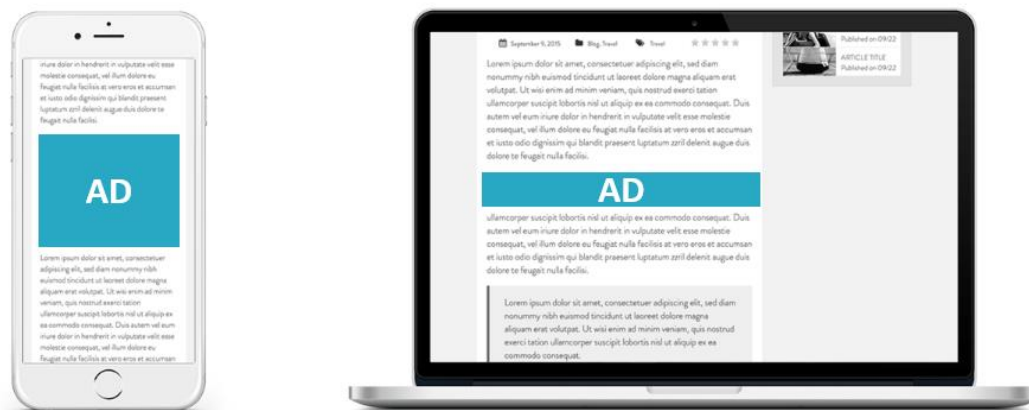 iriure dolor in hendrerit in vulputate velit esse
molestie consequat, vel illum dolore eu
feugiat nulla facilisis at vero eros et accumsan
et iusto odio dignissim qui blandit praesent
luptatum zzril delenit augue duis dolore te
feugait nulla facilisi.
AD
Lorem ipsum dolor sit amet, consectetuer
adipiscing elit, sed diam nonummy nibh
euismod tincidunt ut laoreet dolore magna
aliquam erat volutpat. Ut wisi enim ad minim
veniam, quis nostrud exerci tation
ullamcorper suscipit lobortis nisl ut aliquip ex
ea commodo consequat. Duis autem vel eum
iriure dolor in hendrerit in vulputate velit esse
molestie consequat, vel illum dolore eu
feugiat nulla facilisis at vero eros et accumsan
September 9, 2015 Blog, Travel Travel
Lorem ipsum dolor sit amet, consectetuer adipiscing elit, sed diam
nonummy nibh euismod tincidunt ut laoreet dolore magna aliquam erat
volutpat. Ut wisi enim ad minim veniam, quis nostrud exerci tation
ullamcorper suscipit lobortis nisl ut aliquip ex ea commodo consequat. Duis
autem vel eum iriure dolor in hendrerit in vulputate velit esse molestie
consequat, vel illum dolore eu feugiat nulla facilisis at vero eros et accumsan
et iusto odio dignissim qui blandit praesent luptatum zzril delenit augue duis
dolore te feugait nulla facilisi.
AD
ullamcorper suscipit lobortis nisl ut aliquip ex ea commodo consequat. Duis
autem vel eum iriure dolor in hendrerit in vulputate velit esse molestie
consequat, vel illum dolore eu feugiat nulla facilisis at vero eros et accumsan
et iusto odio dignissim qui blandit praesent luptatum zzril delenit augue duis
dolore te feugait nulla facilisi.
Lorem ipsum dolor sit amet, consectetuer adipiscing elit, sed diam
nonummy nibh euismod tincidunt ut laoreet dolore magna
aliquam erat volutpat. Ut wisi enim ad minim veniam, quis nostrud
exerci tation ullamcorper suscipit lobortis nisl ut aliquip ex ea
commodo consequat.
Published on 09/22
ARTICLE TITLE
Published on 09/22